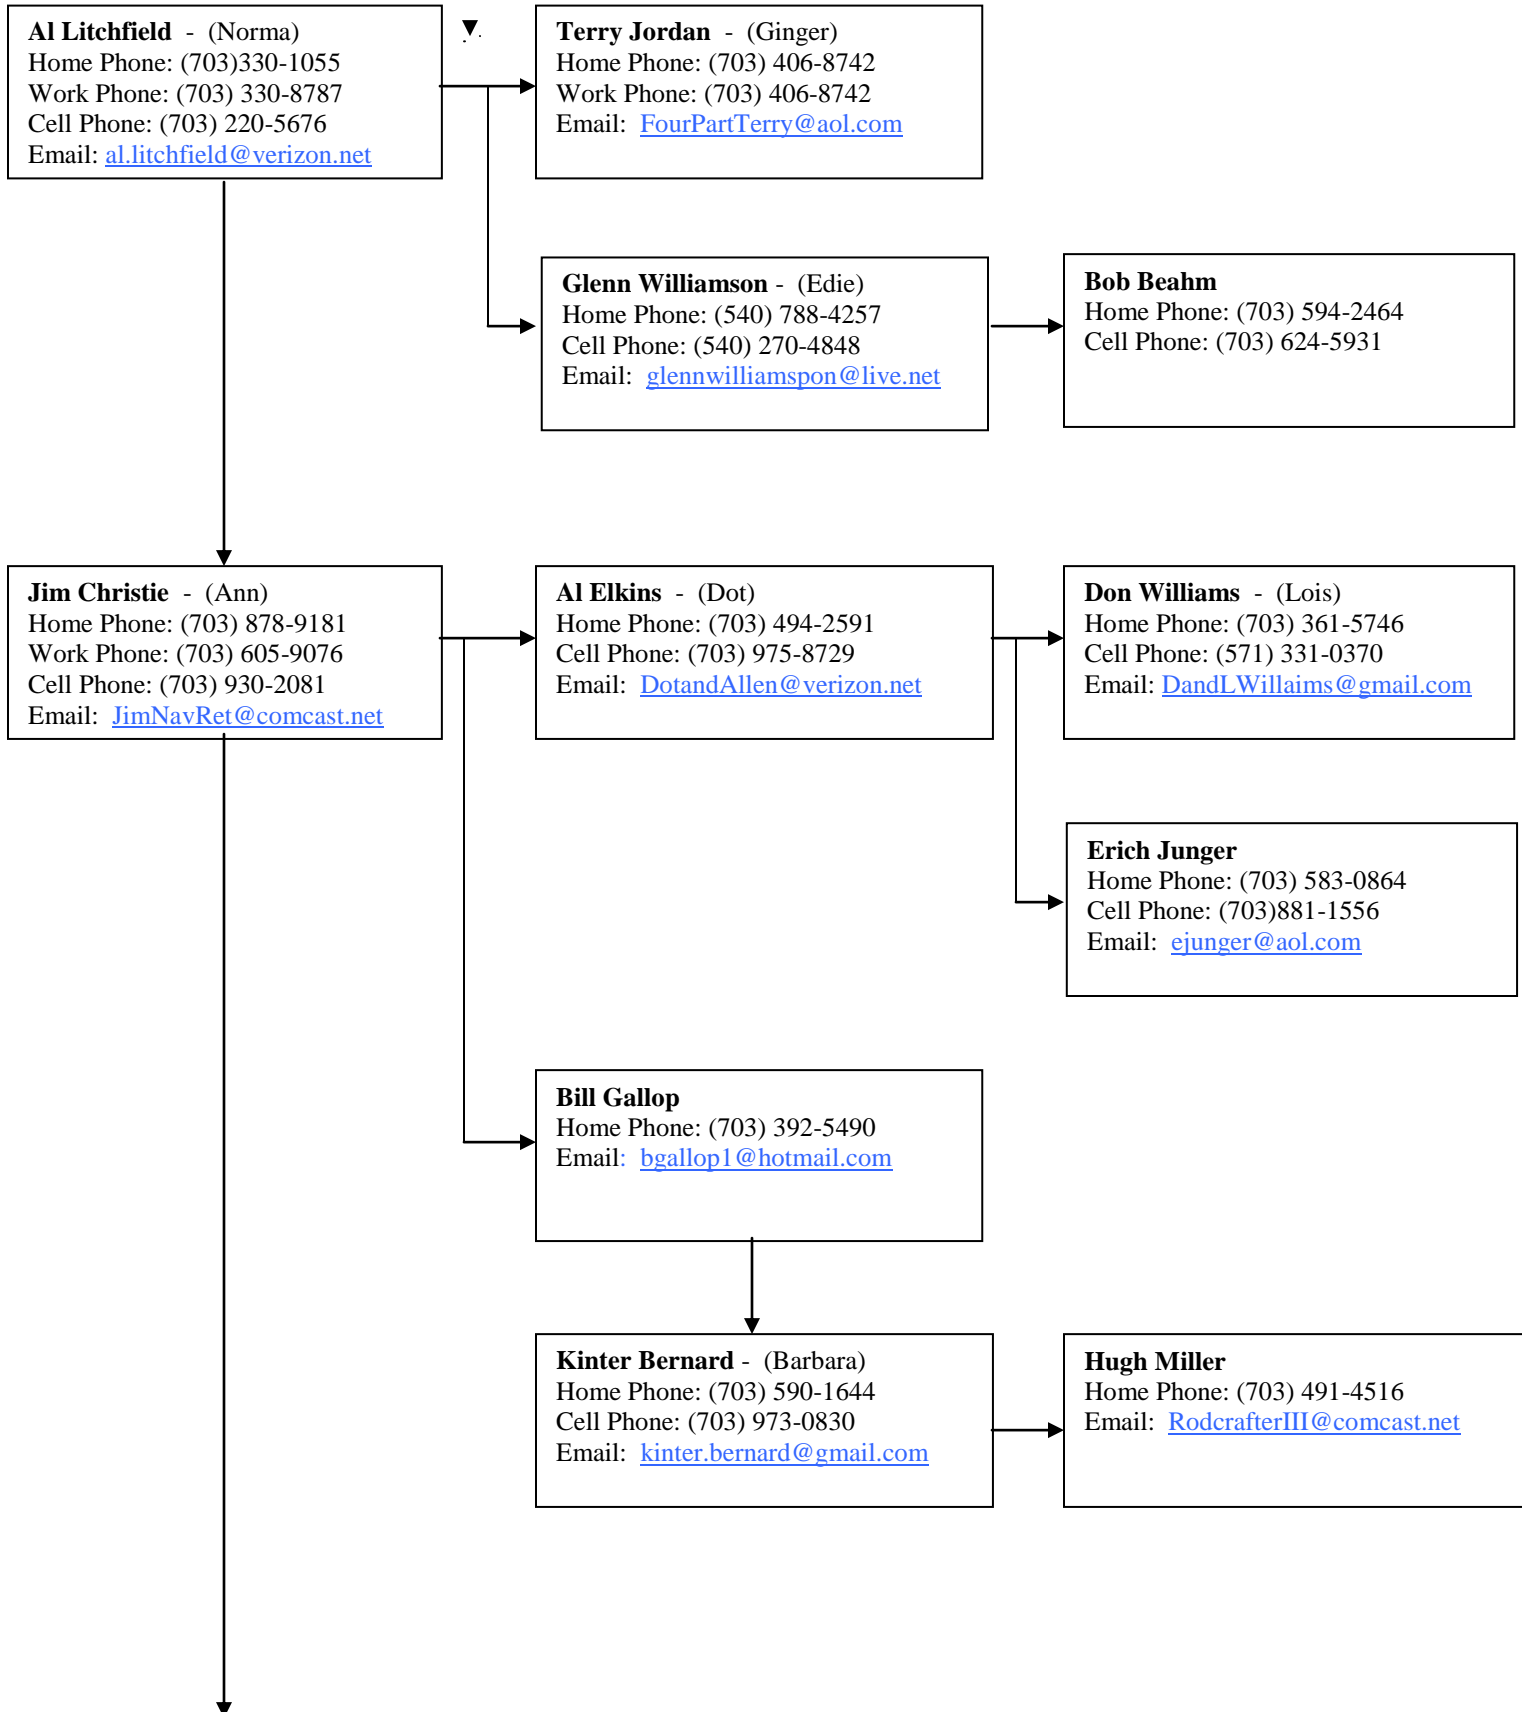 Al Litchfield - (Norma)
Home Phone: (703)330-1055
Work Phone: (703) 330-8787
Cell Phone: (703) 220-5676
Email: al.litchfield@verizon.net
Terry Jordan - (Ginger)
Home Phone: (703) 406-8742
Work Phone: (703) 406-8742
Email: FourPartTerry@aol.com
Glenn Williamson - (Edie)
Home Phone: (540) 788-4257
Cell Phone: (540) 270-4848
Email: glennwilliamspon@live.net
Bob Beahm
Home Phone: (703) 594-2464
Cell Phone: (703) 624-5931
Jim Christie - (Ann)
Home Phone: (703) 878-9181
Work Phone: (703) 605-9076
Cell Phone: (703) 930-2081
Email: JimNavRet@comcast.net
Al Elkins - (Dot)
Home Phone: (703) 494-2591
Cell Phone: (703) 975-8729
Email: DotandAllen@verizon.net
Don Williams - (Lois)
Home Phone: (703) 361-5746
Cell Phone: (571) 331-0370
Email: DandLWillaims@gmail.com
Erich Junger
Home Phone: (703) 583-0864
Cell Phone: (703)881-1556
Email: ejunger@aol.com
Bill Gallop
Home Phone: (703) 392-5490
Email: bgallop1@hotmail.com
Kinter Bernard - (Barbara)
Home Phone: (703) 590-1644
Cell Phone: (703) 973-0830
Email: kinter.bernard@gmail.com
Hugh Miller
Home Phone: (703) 491-4516
Email: RodcrafterIII@comcast.net